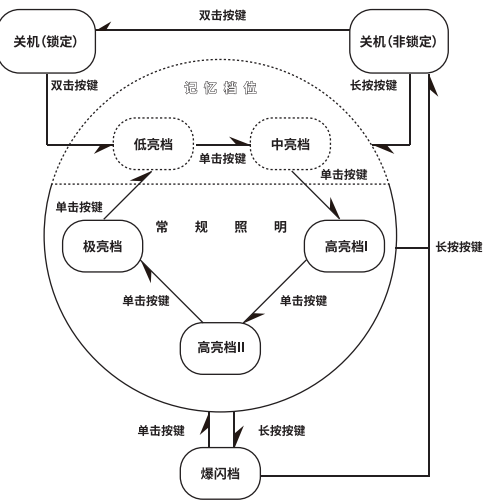 双击按键
关机(锁定)
关机(非锁定)
双击按键
记忆档位
长按按键
低亮档
中亮档
单击按键
单击按键
单击按键
常规照明
极亮档
高亮档I
长按按键
单击按键
单击按键
高亮档II
单击按键
长按按键
爆闪档